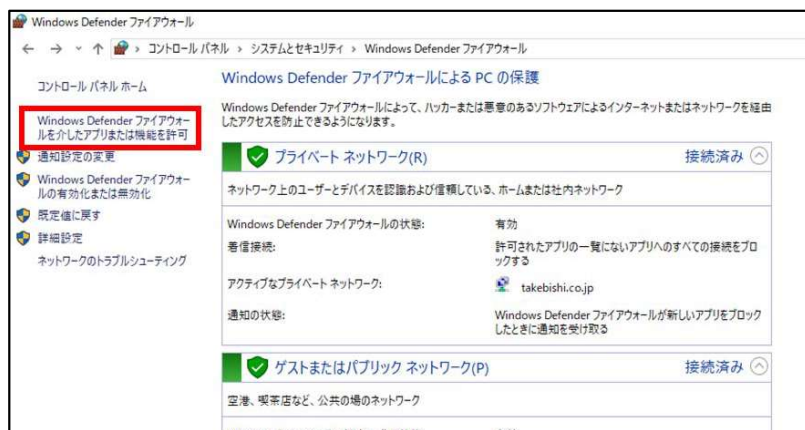 Windows Defender ファイアウォール
コントロール パネル › システムとセキュリティ › Windows Defender ファイアウォール
コントロール パネル ホーム
Windows Defender ファイアウォールを介したアプリまたは機能を許可
通知設定の変更
Windows Defender ファイアウォールの有効化または無効化
既定値に戻す
詳細設定
ネットワークのトラブルシューティング
Windows Defender ファイアウォールによる PC の保護
Windows Defender ファイアウォールによって、ハッカーまたは悪意のあるソフトウェアによるインターネットまたはネットワークを経由
したアクセスを防止できるようになります。
プライベート ネットワーク(R) 接続済み
ネットワーク上のユーザーとデバイスを認識および信頼している、ホームまたは社内ネットワーク
Windows Defender ファイアウォールの状態: 有効
着信接続: 許可されたアプリの一覧にないアプリへのすべての接続をブロ
ックする
アクティブなプライベート ネットワーク: takebishi.co.jp
通知の状態: Windows Defender ファイアウォールが新しいアプリをブロック
したときに通知を受け取る
ゲストまたはパブリック ネットワーク(P) 接続済み
空港、喫茶店など、公共の場のネットワーク